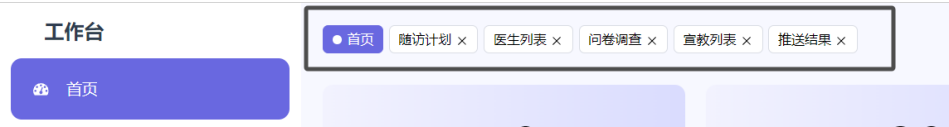 工作台
首页 随访计划 × 医生列表 × 问卷调查 × 宣教列表 × 推送结果 ×
首页